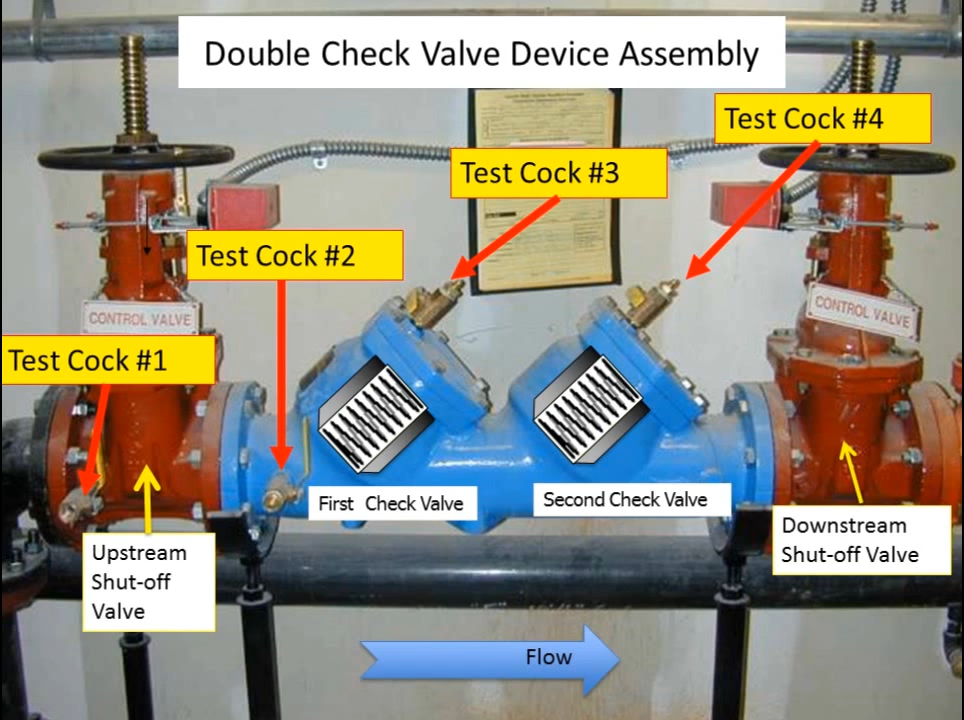 Double Check Valve Device Assembly
Test Cock #4
Test Cock #3
Test Cock #2
CONTROL VALVE
CONTROL VALVE
Test Cock #1
First Check Valve
Second Check Valve
Upstream
Shut-off
Valve
Downstream
Shut-off Valve
Flow